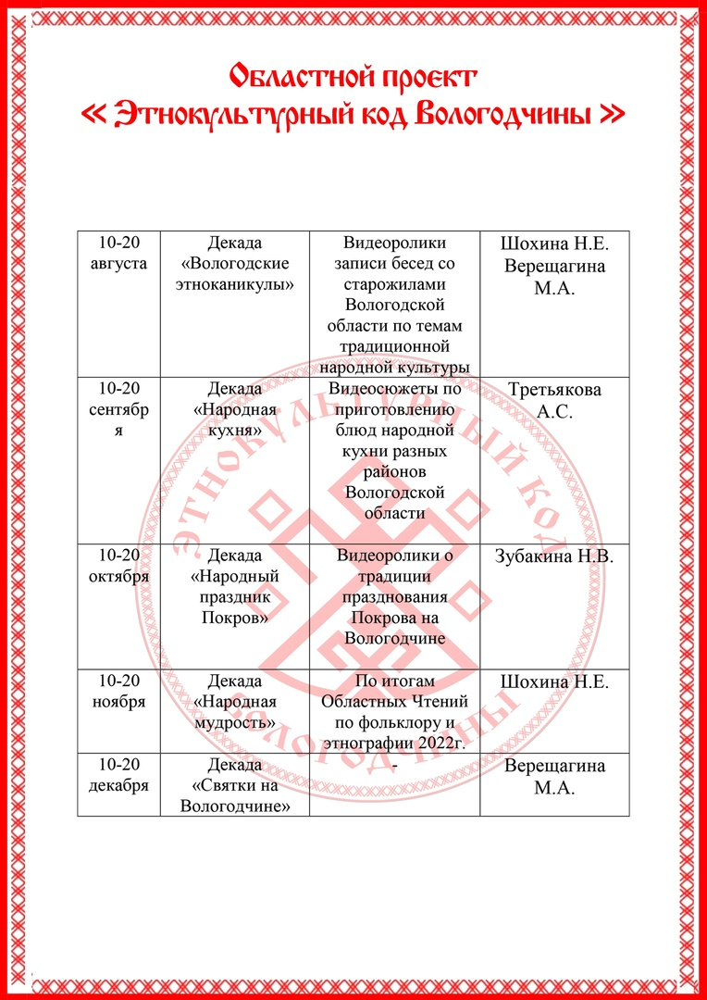 Областной проект
« Этнокультурный код Вологодчины »
10-20
августа
Декада
«Вологодские
этноканикулы»
Видеоролики
записи бесед со
старожилами
Вологодской
области по темам
традиционной
народной культуры
Шохина Н.Е.
Верещагина
М.А.
10-20
сентябр
я
Декада
«Народная
кухня»
Видеосюжеты по
приготовлению
блюд народной
кухни разных
районов
Вологодской
области
Третьякова
А.С.
10-20
октября
Декада
«Народный
праздник
Покров»
Видеоролики о
традиции
празднования
Покрова на
Вологодчине
Зубакина Н.В.
10-20
ноября
Декада
«Народная
мудрость»
По итогам
Областных Чтений
по фольклору и
этнографии 2022г.
Шохина Н.Е.
10-20
декабря
Декада
«Святки на
Вологодчине»
-
Верещагина
М.А.
ЭТНОКУЛЬТУРНЫЙ КОД
ВОЛОГОДЧИНЫ